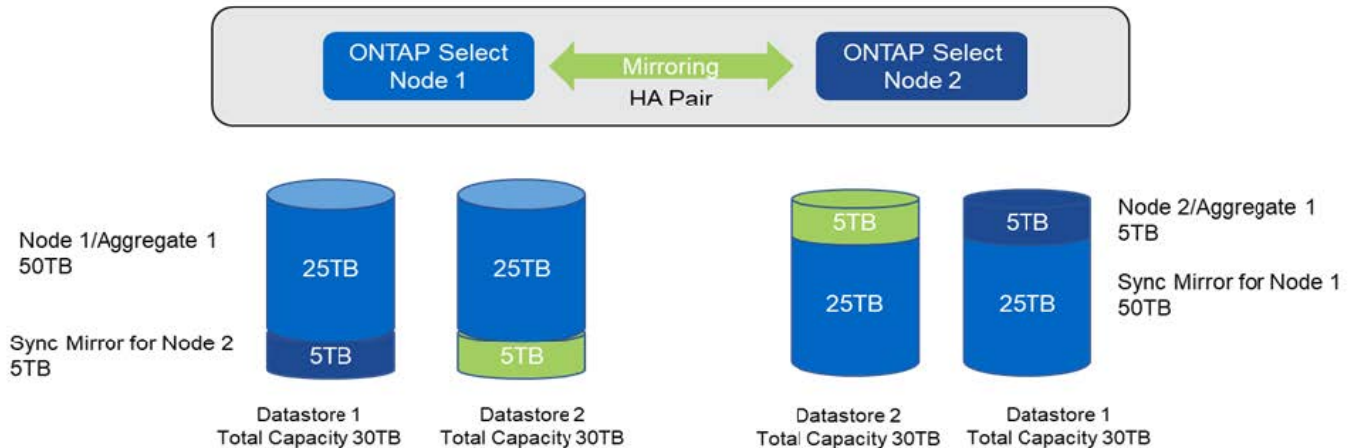 ONTAP Select
Node 1
Mirroring
HA Pair
ONTAP Select
Node 2
Node 1/Aggregate 1
50TB
Sync Mirror for Node 2
5TB
25TB
5TB
25TB
5TB
5TB
25TB
5TB
25TB
Node 2/Aggregate 1
5TB
Sync Mirror for Node 1
50TB
Datastore 1
Total Capacity 30TB
Datastore 2
Total Capacity 30TB
Datastore 2
Total Capacity 30TB
Datastore 1
Total Capacity 30TB